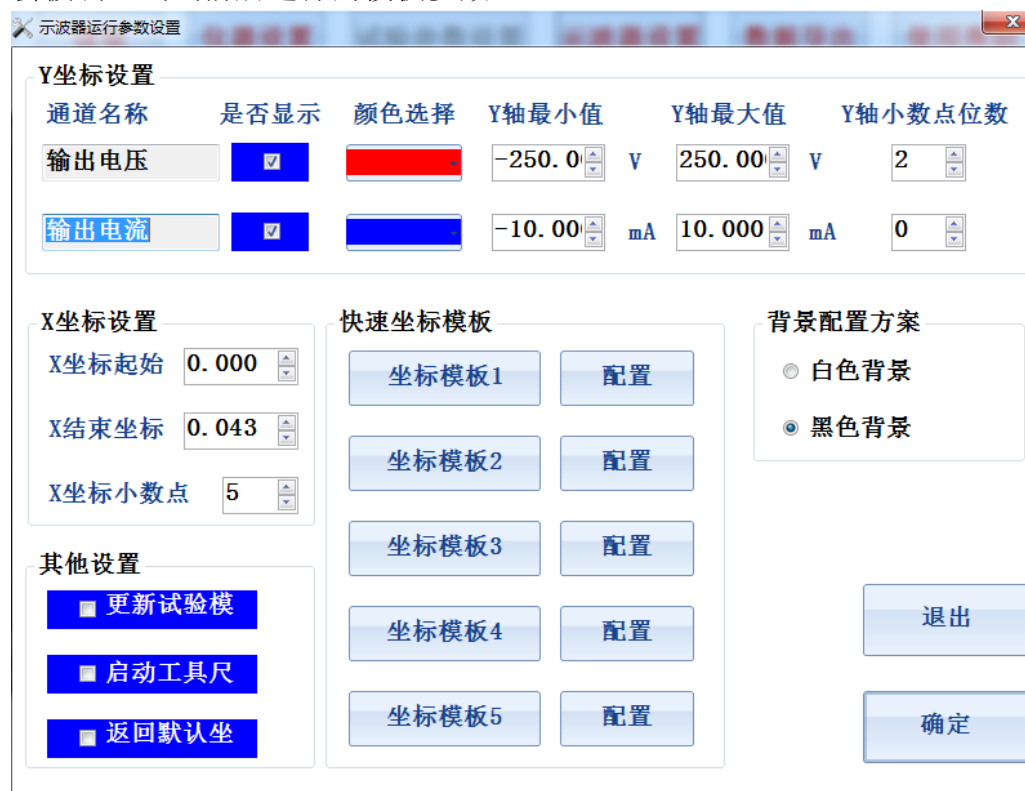 示波器运行参数设置
Y坐标设置
通道名称 是否显示 颜色选择 Y轴最小值 Y轴最大值 Y轴小数点位数
输出电压 -250.0 V 250.00 V 2
输出电流 -10.00 mA 10.000 mA 0
X坐标设置
X坐标起始 0.000
X结束坐标 0.043
X坐标小数点 5
其他设置
更新试验模
启动工具尺
返回默认坐
快速坐标模板
坐标模板1 配置
坐标模板2 配置
坐标模板3 配置
坐标模板4 配置
坐标模板5 配置
背景配置方案
白色背景
黑色背景
退出
确定